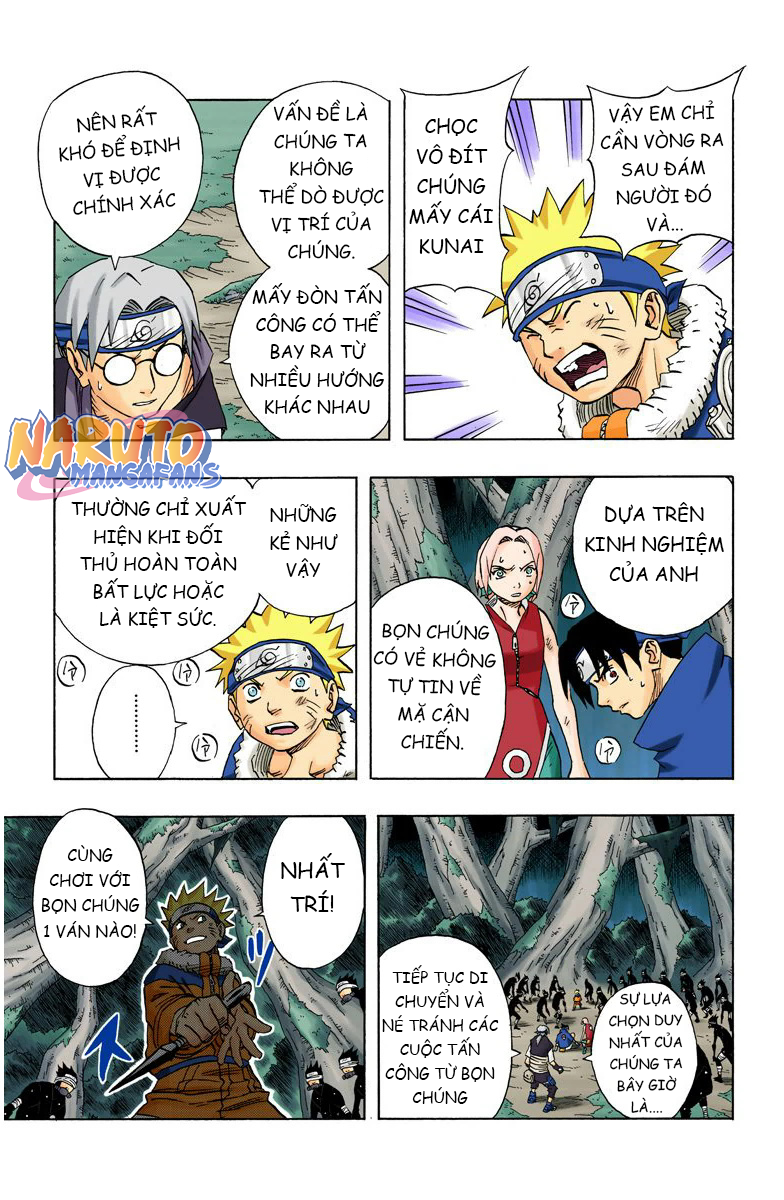 VẬY EM CHỈ
CẦN VÒNG RA
SAU ĐÁM
NGƯỜI ĐÓ
VÀ...
CHỌC
VÔ ĐÍT
CHÚNG
MẤY CÁI
KUNAI
VẤN ĐỀ LÀ
CHÚNG TA
KHÔNG
THỂ DÒ ĐƯỢC
VỊ TRÍ CỦA
CHÚNG.
MẤY ĐÒN TẤN
CÔNG CÓ THỂ
BAY RA TỪ
NHIỀU HƯỚNG
KHÁC NHAU
NÊN RẤT
KHÓ ĐỂ ĐỊNH
VỊ ĐƯỢC
CHÍNH XÁC
NARUTO
MANGAFANS
DỰA TRÊN
KINH NGHIỆM
CỦA ANH
BỌN CHÚNG
CÓ VẺ KHÔNG
TỰ TIN VỀ
MẶ CẬN
CHIẾN.
NHỮNG
KẺ NHƯ
VẬY
THƯỜNG CHỈ XUẤT
HIỆN KHI ĐỐI
THỦ HOÀN TOÀN
BẤT LỰC HOẶC
LÀ KIỆT SỨC.
..........
SỰ LỰA
CHỌN DUY
NHẤT CỦA
CHÚNG TA
BÂY GIỜ
LÀ....
TIẾP TỤC DI
CHUYỂN VÀ
NÉ TRÁNH CÁC
CUỘC TẤN
CÔNG TỪ BỌN
CHÚNG
NHẤT
TRÍ!
CÙNG
CHƠI VỚI
BỌN CHÚNG
1 VÁN NÀO!